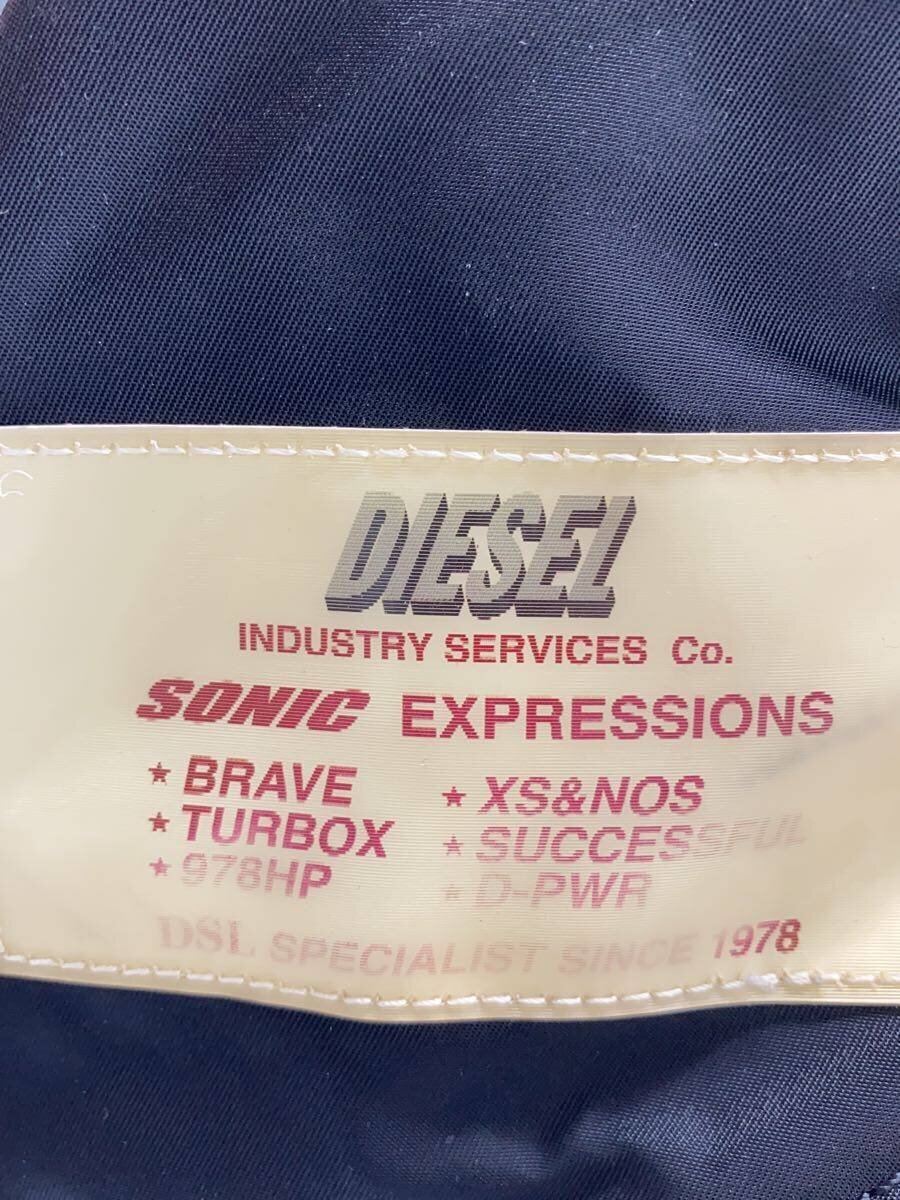 DIESEL
INDUSTRY SERVICES Co.
SONIC EXPRESSIONS
★ BRAVE ★ XS&NOS
★ TURBOX ★ SUCCESSFUL
★ 978HP ★ D-PWR
DSL SPECIALIST SINCE 1978